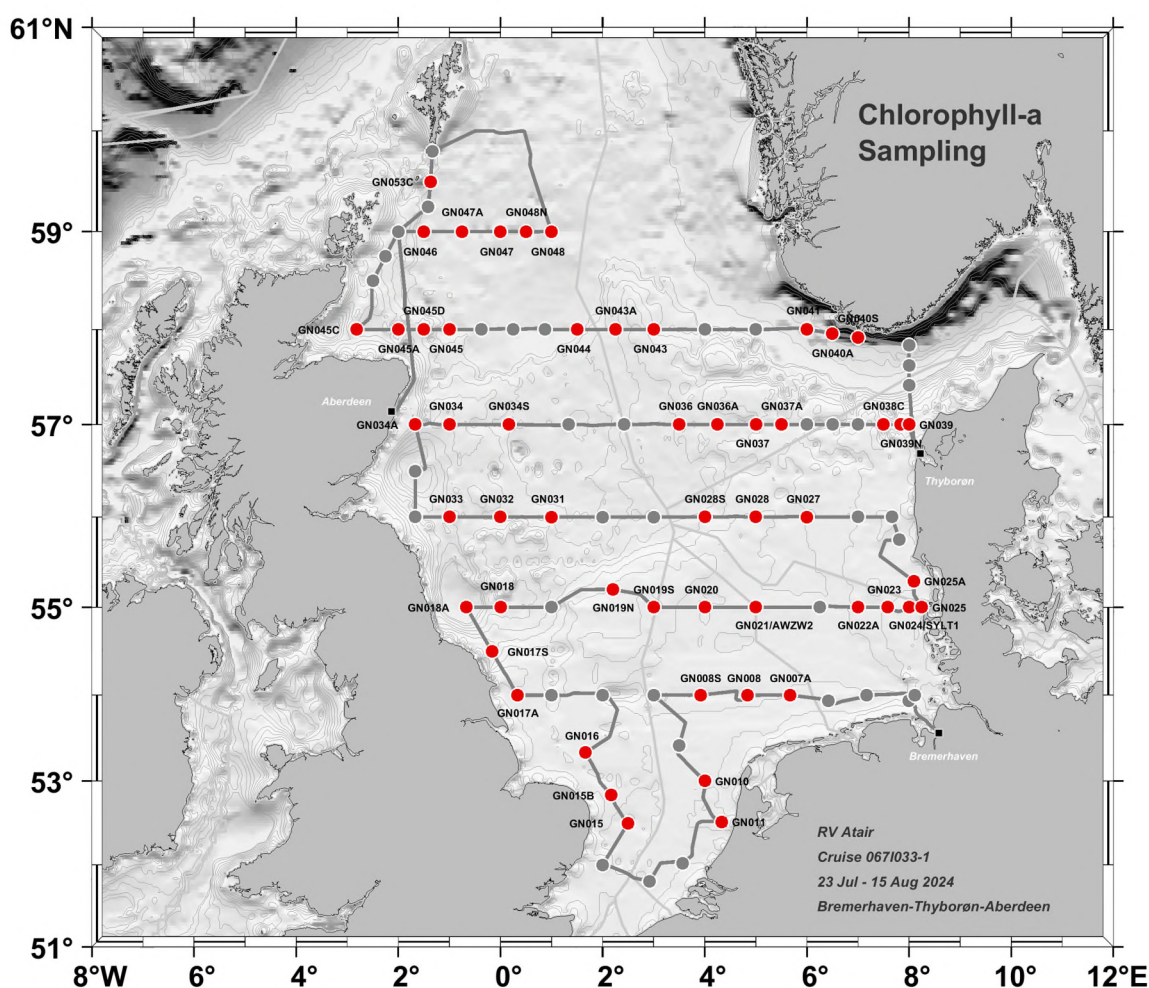 61°N
Chlorophyll-a
Sampling
GN053C
GN047A GN048N
59°
GN046 GN047 GN048
GN045D GN043A GN041
GN040S
GN045C
GN045A GN045 GN044 GN043 GN040A
Aberdeen
GN034 GN034S GN036 GN036A GN037A GN038C
57°
GN034A GN039
GN037 GN039N
Thyborøn
GN033 GN032 GN031 GN028S GN028 GN027
GN025A
GN018 GN019S GN020 GN023
55°
GN018A GN019N GN025
GN021/AWZW2 GN022A GN024/SYLT1
GN017S
GN008S GN008 GN007A
GN017A
GN016
Bremerhaven
53°
GN010
GN015B
GN015 GN011
RV Atair
Cruise 067I033-1
23 Jul - 15 Aug 2024
Bremerhaven-Thyborøn-Aberdeen
51°
8°W 6° 4° 2° 0° 2° 4° 6° 8° 10° 12°E